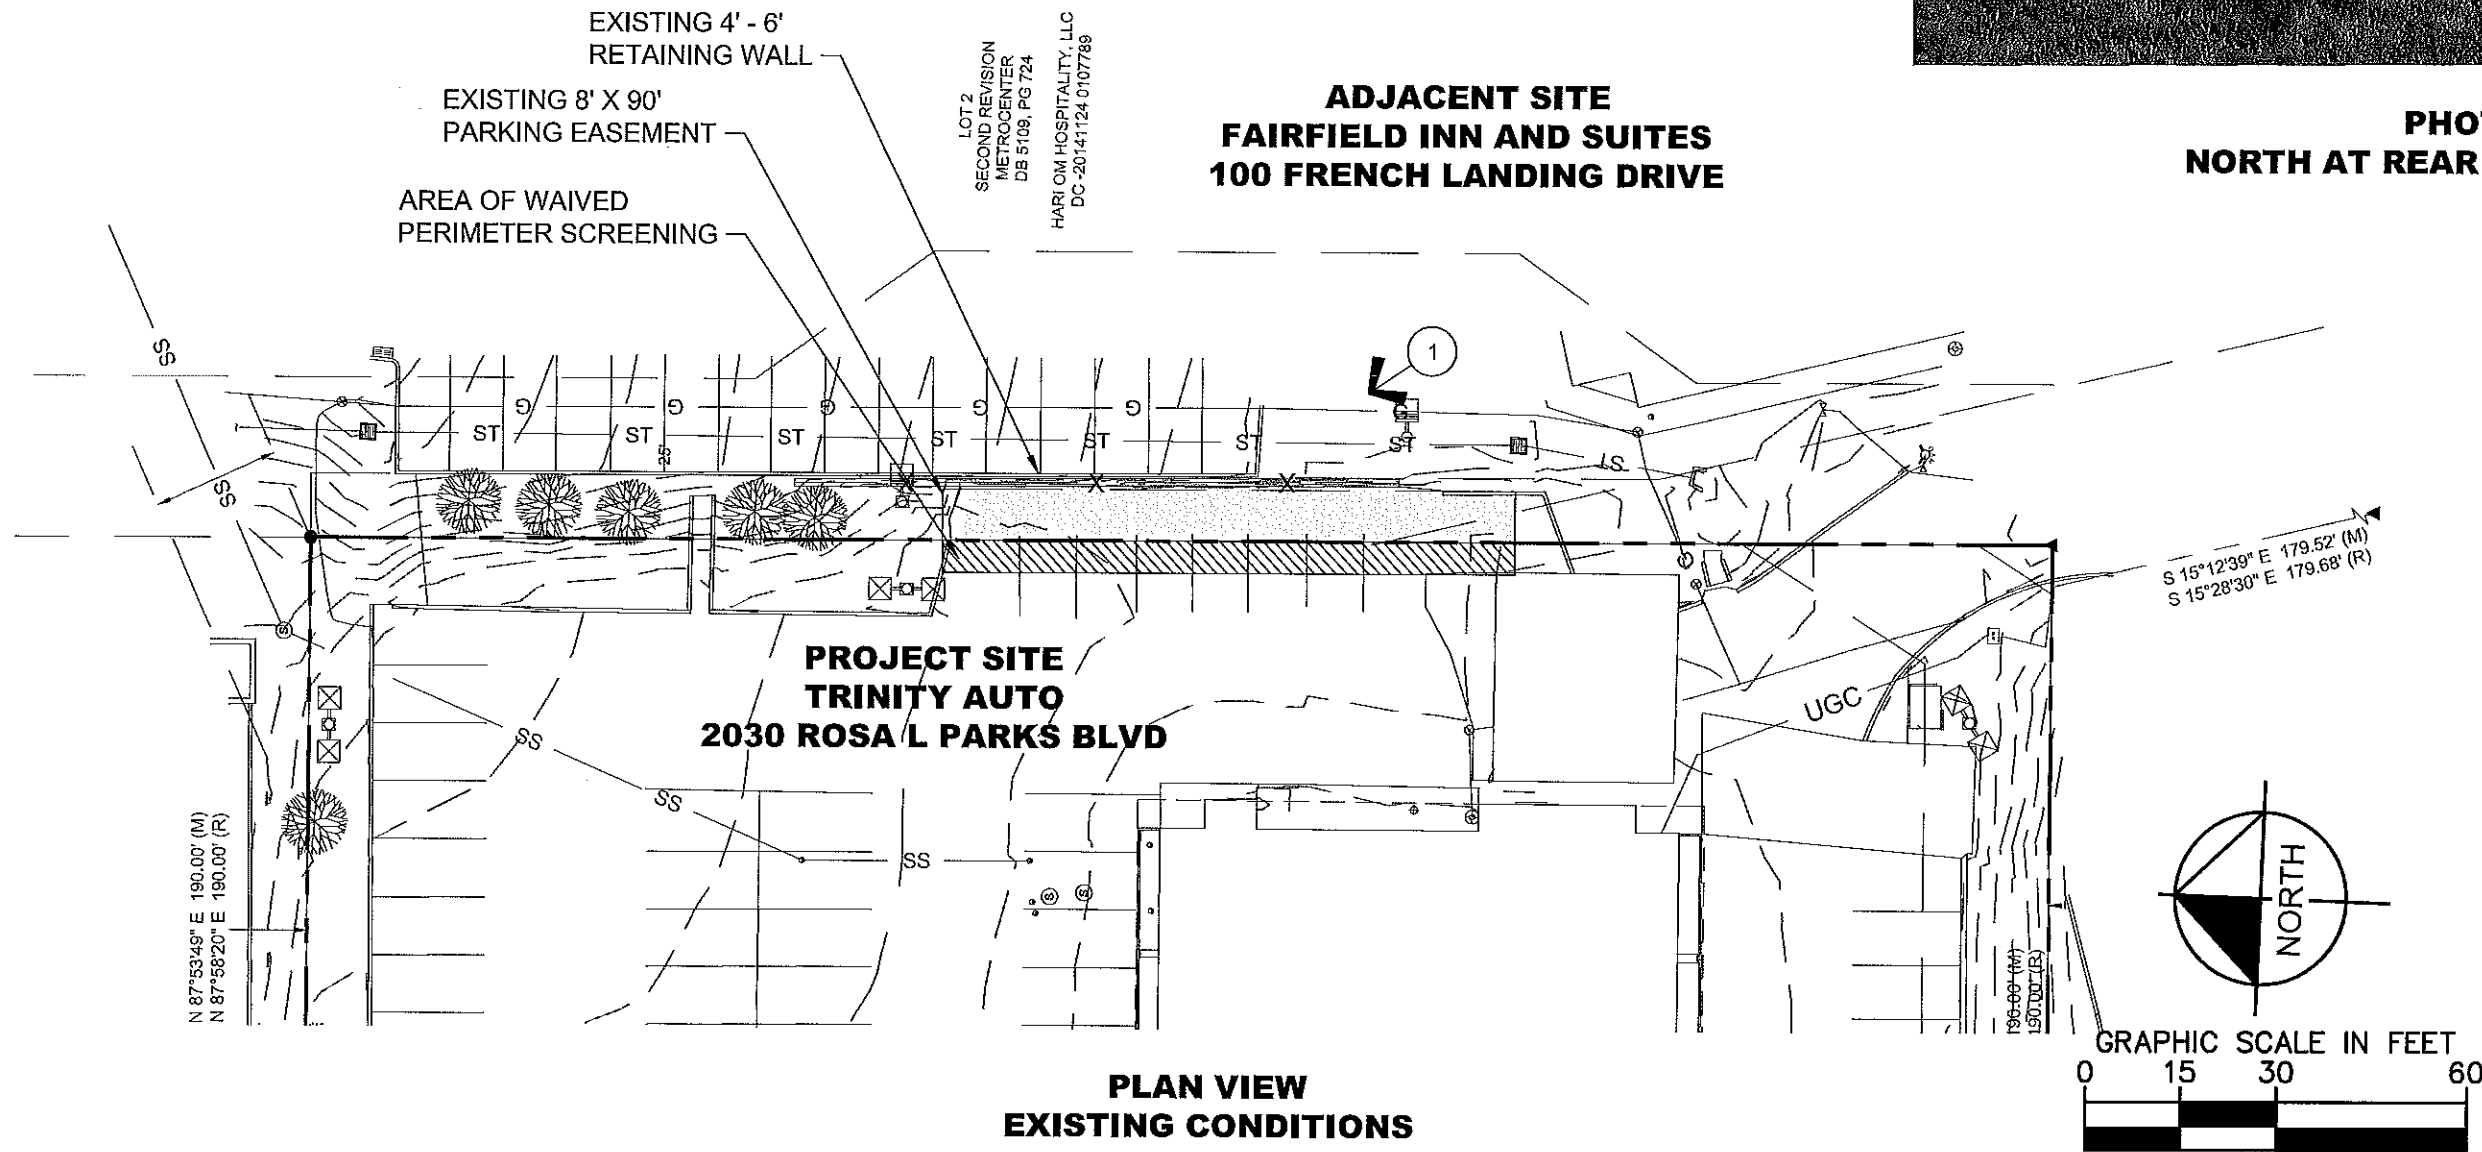 EXISTING 4' - 6'
RETAINING WALL
EXISTING 8' X 90'
PARKING EASEMENT
AREA OF WAIVED
PERIMETER SCREENING
LOT 2
SECOND REVISION
METROCENTER
DB 5109, PG 724
HARI OM HOSPITALITY, LLC
DC -20141124 0107789
ADJACENT SITE
FAIRFIELD INN AND SUITES
100 FRENCH LANDING DRIVE
PHO
NORTH AT REAR
1
SS
SS
G
G
G
G
G
G
ST
ST
ST
ST
ST
ST
ST
ST
25'
X
X
S 15°12'39" E 179.52' (M)
S 15°28'30" E 179.68' (R)
S
PROJECT SITE
TRINITY AUTO
2030 ROSA L PARKS BLVD
UGC
SS
SS
SS
S
S
N 87°53'49" E 190.00' (M)
N 87°58'20" E 190.00' (R)
190.00' (M)
190.00' (R)
NORTH
GRAPHIC SCALE IN FEET
0 15 30 60
PLAN VIEW
EXISTING CONDITIONS